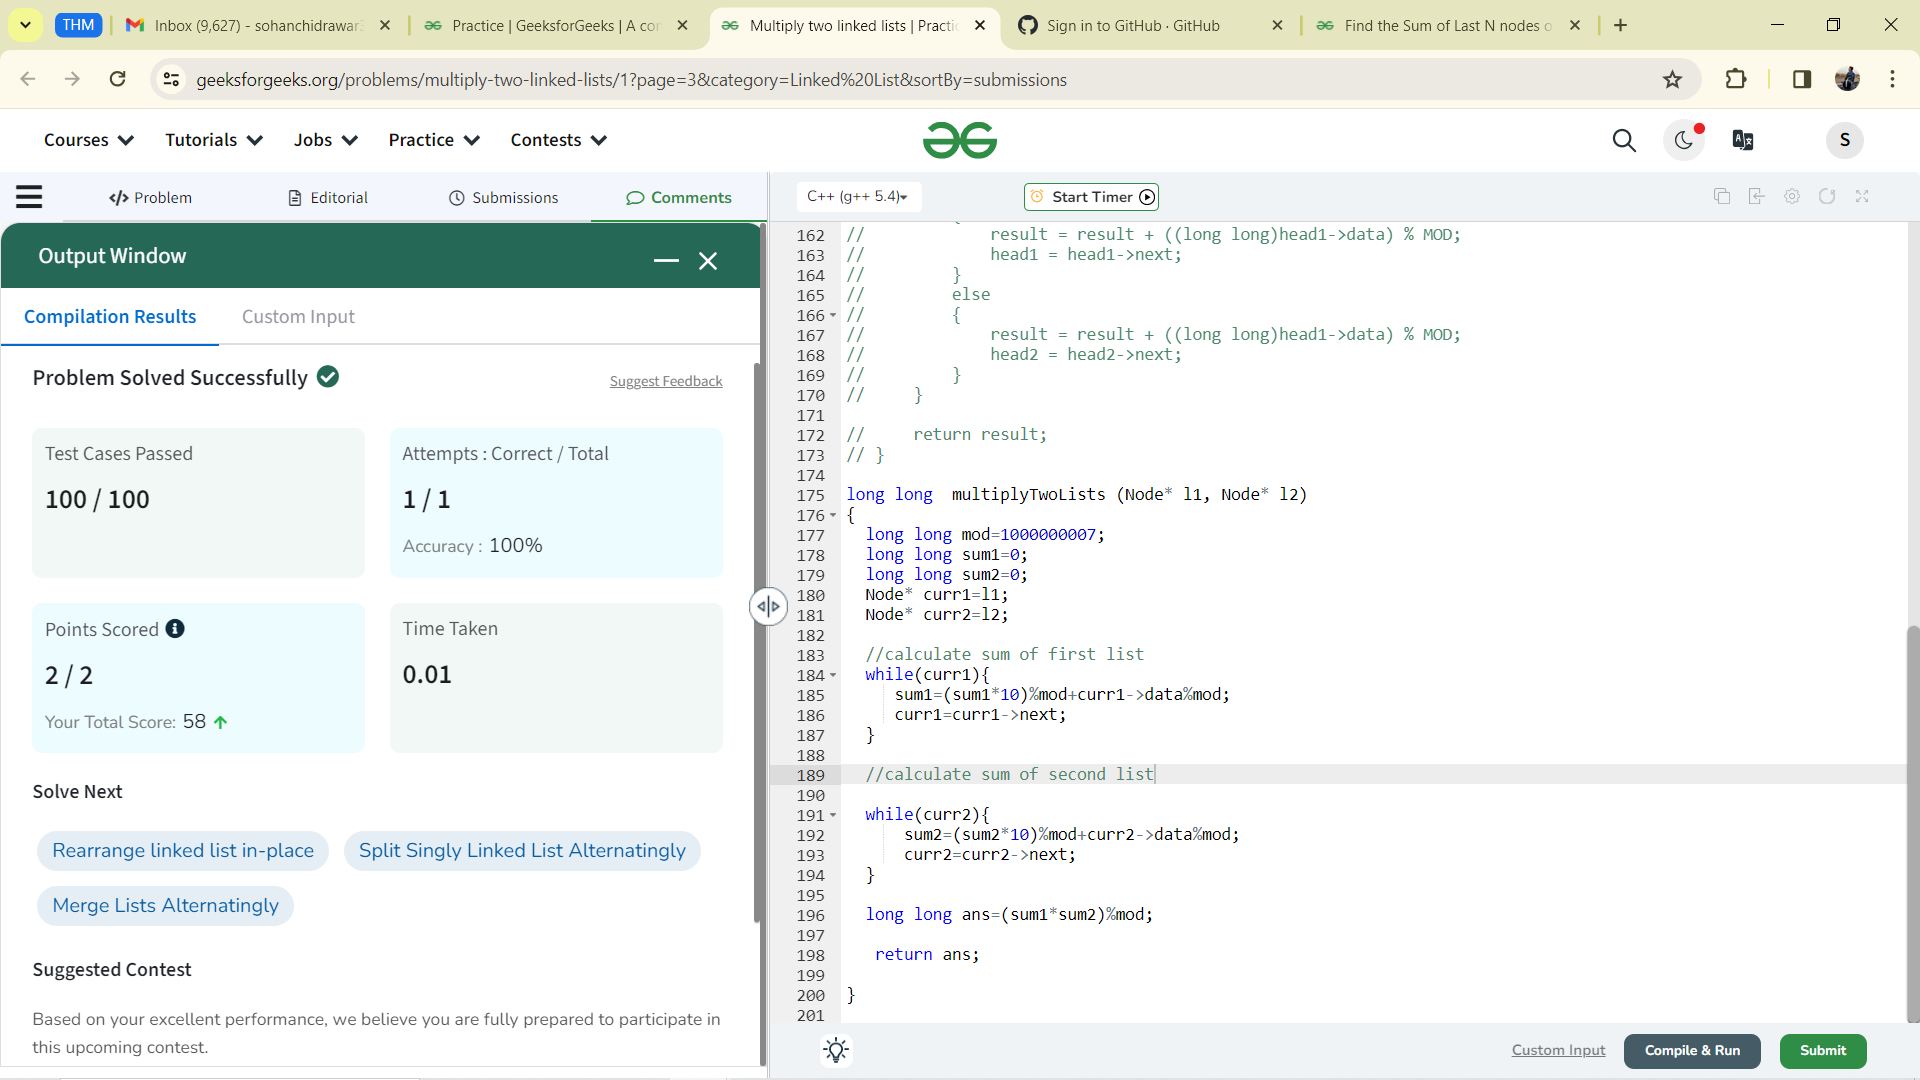 THM
Inbox (9,627) - sohanchidrawar
Practice | GeeksforGeeks | A co
Multiply two linked lists | Practi
Sign in to GitHub · GitHub
Find the Sum of Last N nodes o
geeksforgeeks.org/problems/multiply-two-linked-lists/1?page=3&category=Linked%20List&sortBy=submissions
Courses
Tutorials
Jobs
Practice
Contests
S
</> Problem
Editorial
Submissions
Comments
C++ (g++ 5.4)
Start Timer
Output Window
Compilation Results
Custom Input
Problem Solved Successfully
Suggest Feedback
Test Cases Passed
100 / 100
Attempts : Correct / Total
1 / 1
Accuracy : 100%
Points Scored
2 / 2
Your Total Score: 58
Time Taken
0.01
Solve Next
Rearrange linked list in-place
Split Singly Linked List Alternatingly
Merge Lists Alternatingly
Suggested Contest
Based on your excellent performance, we believe you are fully prepared to participate in
this upcoming contest.
162 // result = result + ((long long)head1->data) % MOD;
163 // head1 = head1->next;
164 // }
165 // else
166 // {
167 // result = result + ((long long)head1->data) % MOD;
168 // head2 = head2->next;
169 // }
170 // }
171
172 // return result;
173 // }
174
175 long long  multiplyTwoLists (Node* l1, Node* l2)
176 {
177 long long mod=1000000007;
178 long long sum1=0;
179 long long sum2=0;
180 Node* curr1=l1;
181 Node* curr2=l2;
182
183 //calculate sum of first list
184 while(curr1){
185 sum1=(sum1*10)%mod+curr1->data%mod;
186 curr1=curr1->next;
187 }
188
189 //calculate sum of second list
190
191 while(curr2){
192 sum2=(sum2*10)%mod+curr2->data%mod;
193 curr2=curr2->next;
194 }
195
196 long long ans=(sum1*sum2)%mod;
197
198 return ans;
199
200 }
201
Custom Input
Compile & Run
Submit